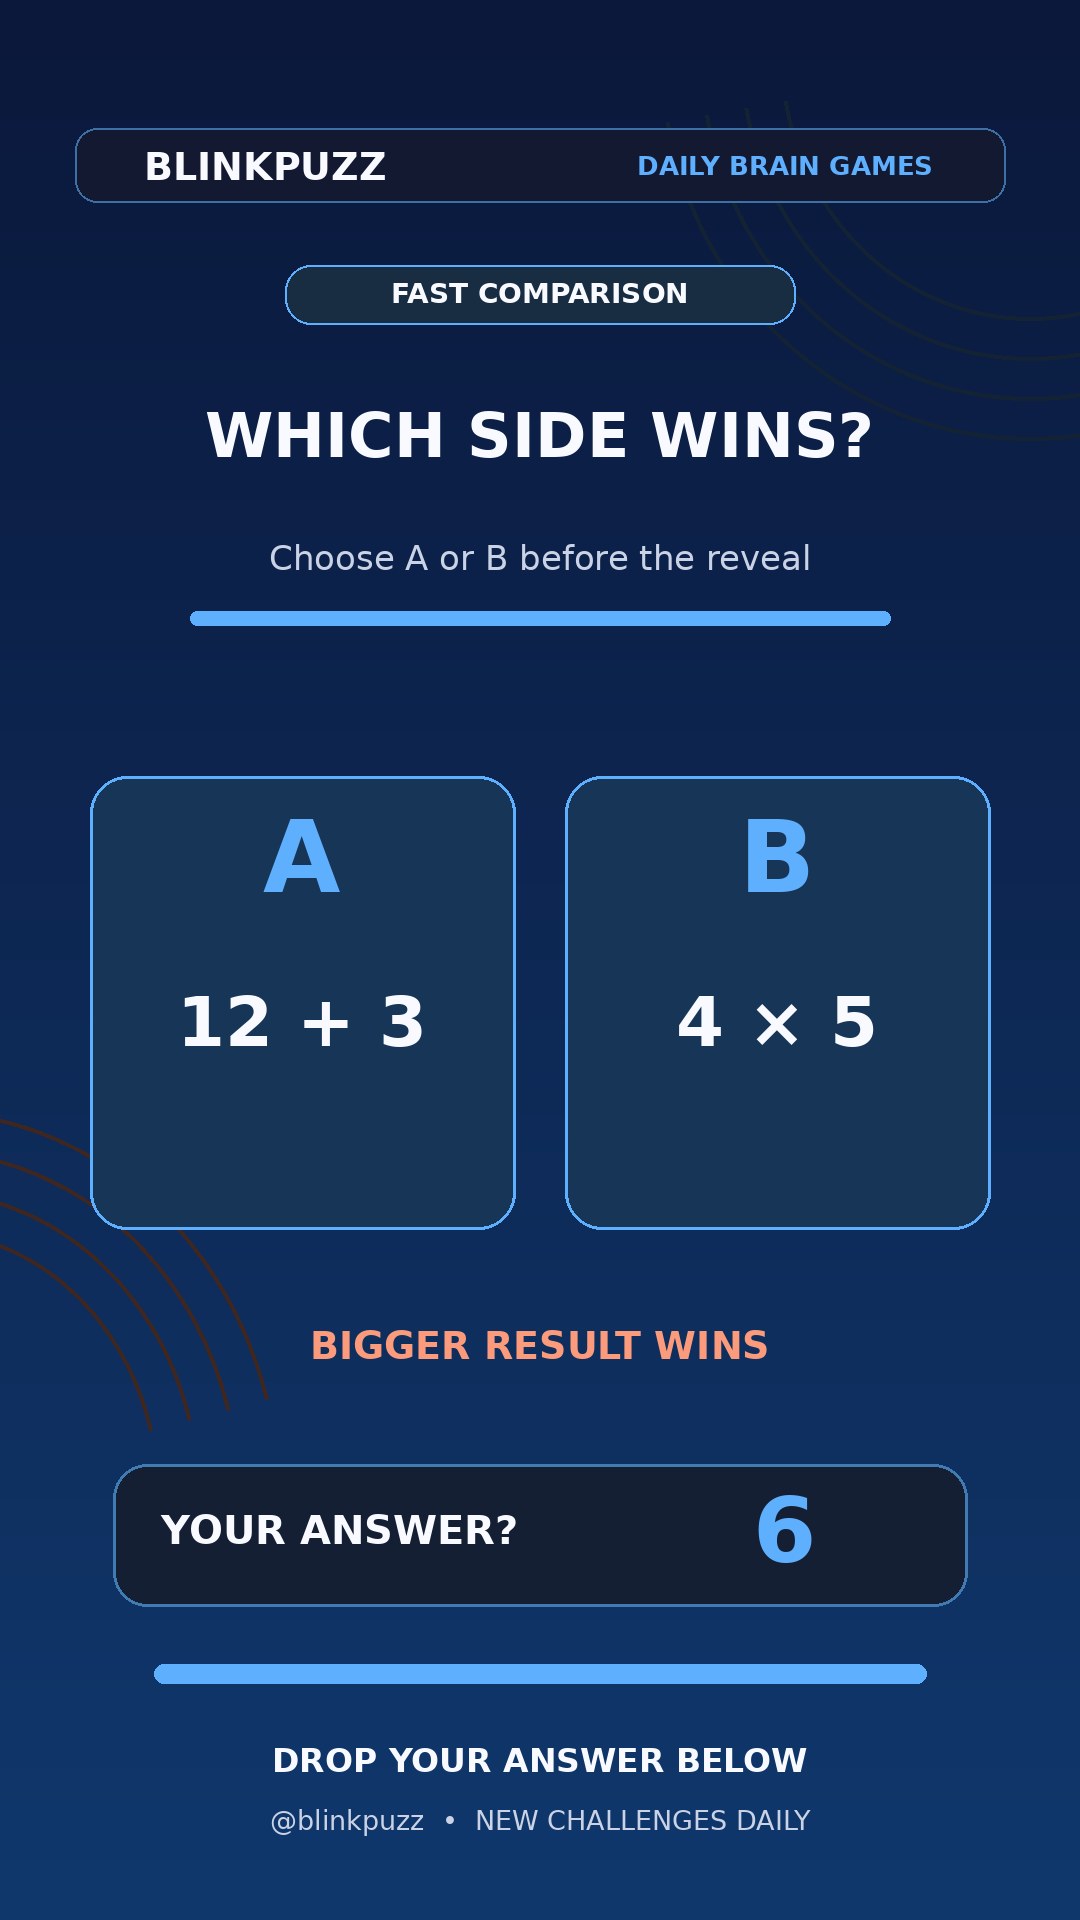 BLINKPUZZ
DAILY BRAIN GAMES
FAST COMPARISON
WHICH SIDE WINS?
Choose A or B before the reveal
A
12 + 3
B
4 × 5
BIGGER RESULT WINS
YOUR ANSWER?
6
DROP YOUR ANSWER BELOW
@blinkpuzz • NEW CHALLENGES DAILY